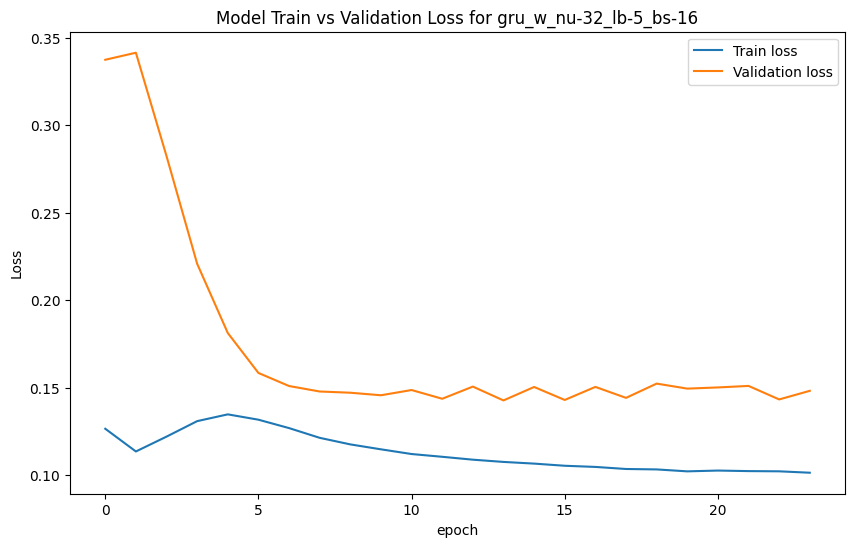 Model Train vs Validation Loss for gru_w_nu-32_lb-5_bs-16
Train loss
Validation loss
0.35
0.30
0.25
0.20
0.15
0.10
Loss
0 5 10 15 20
epoch